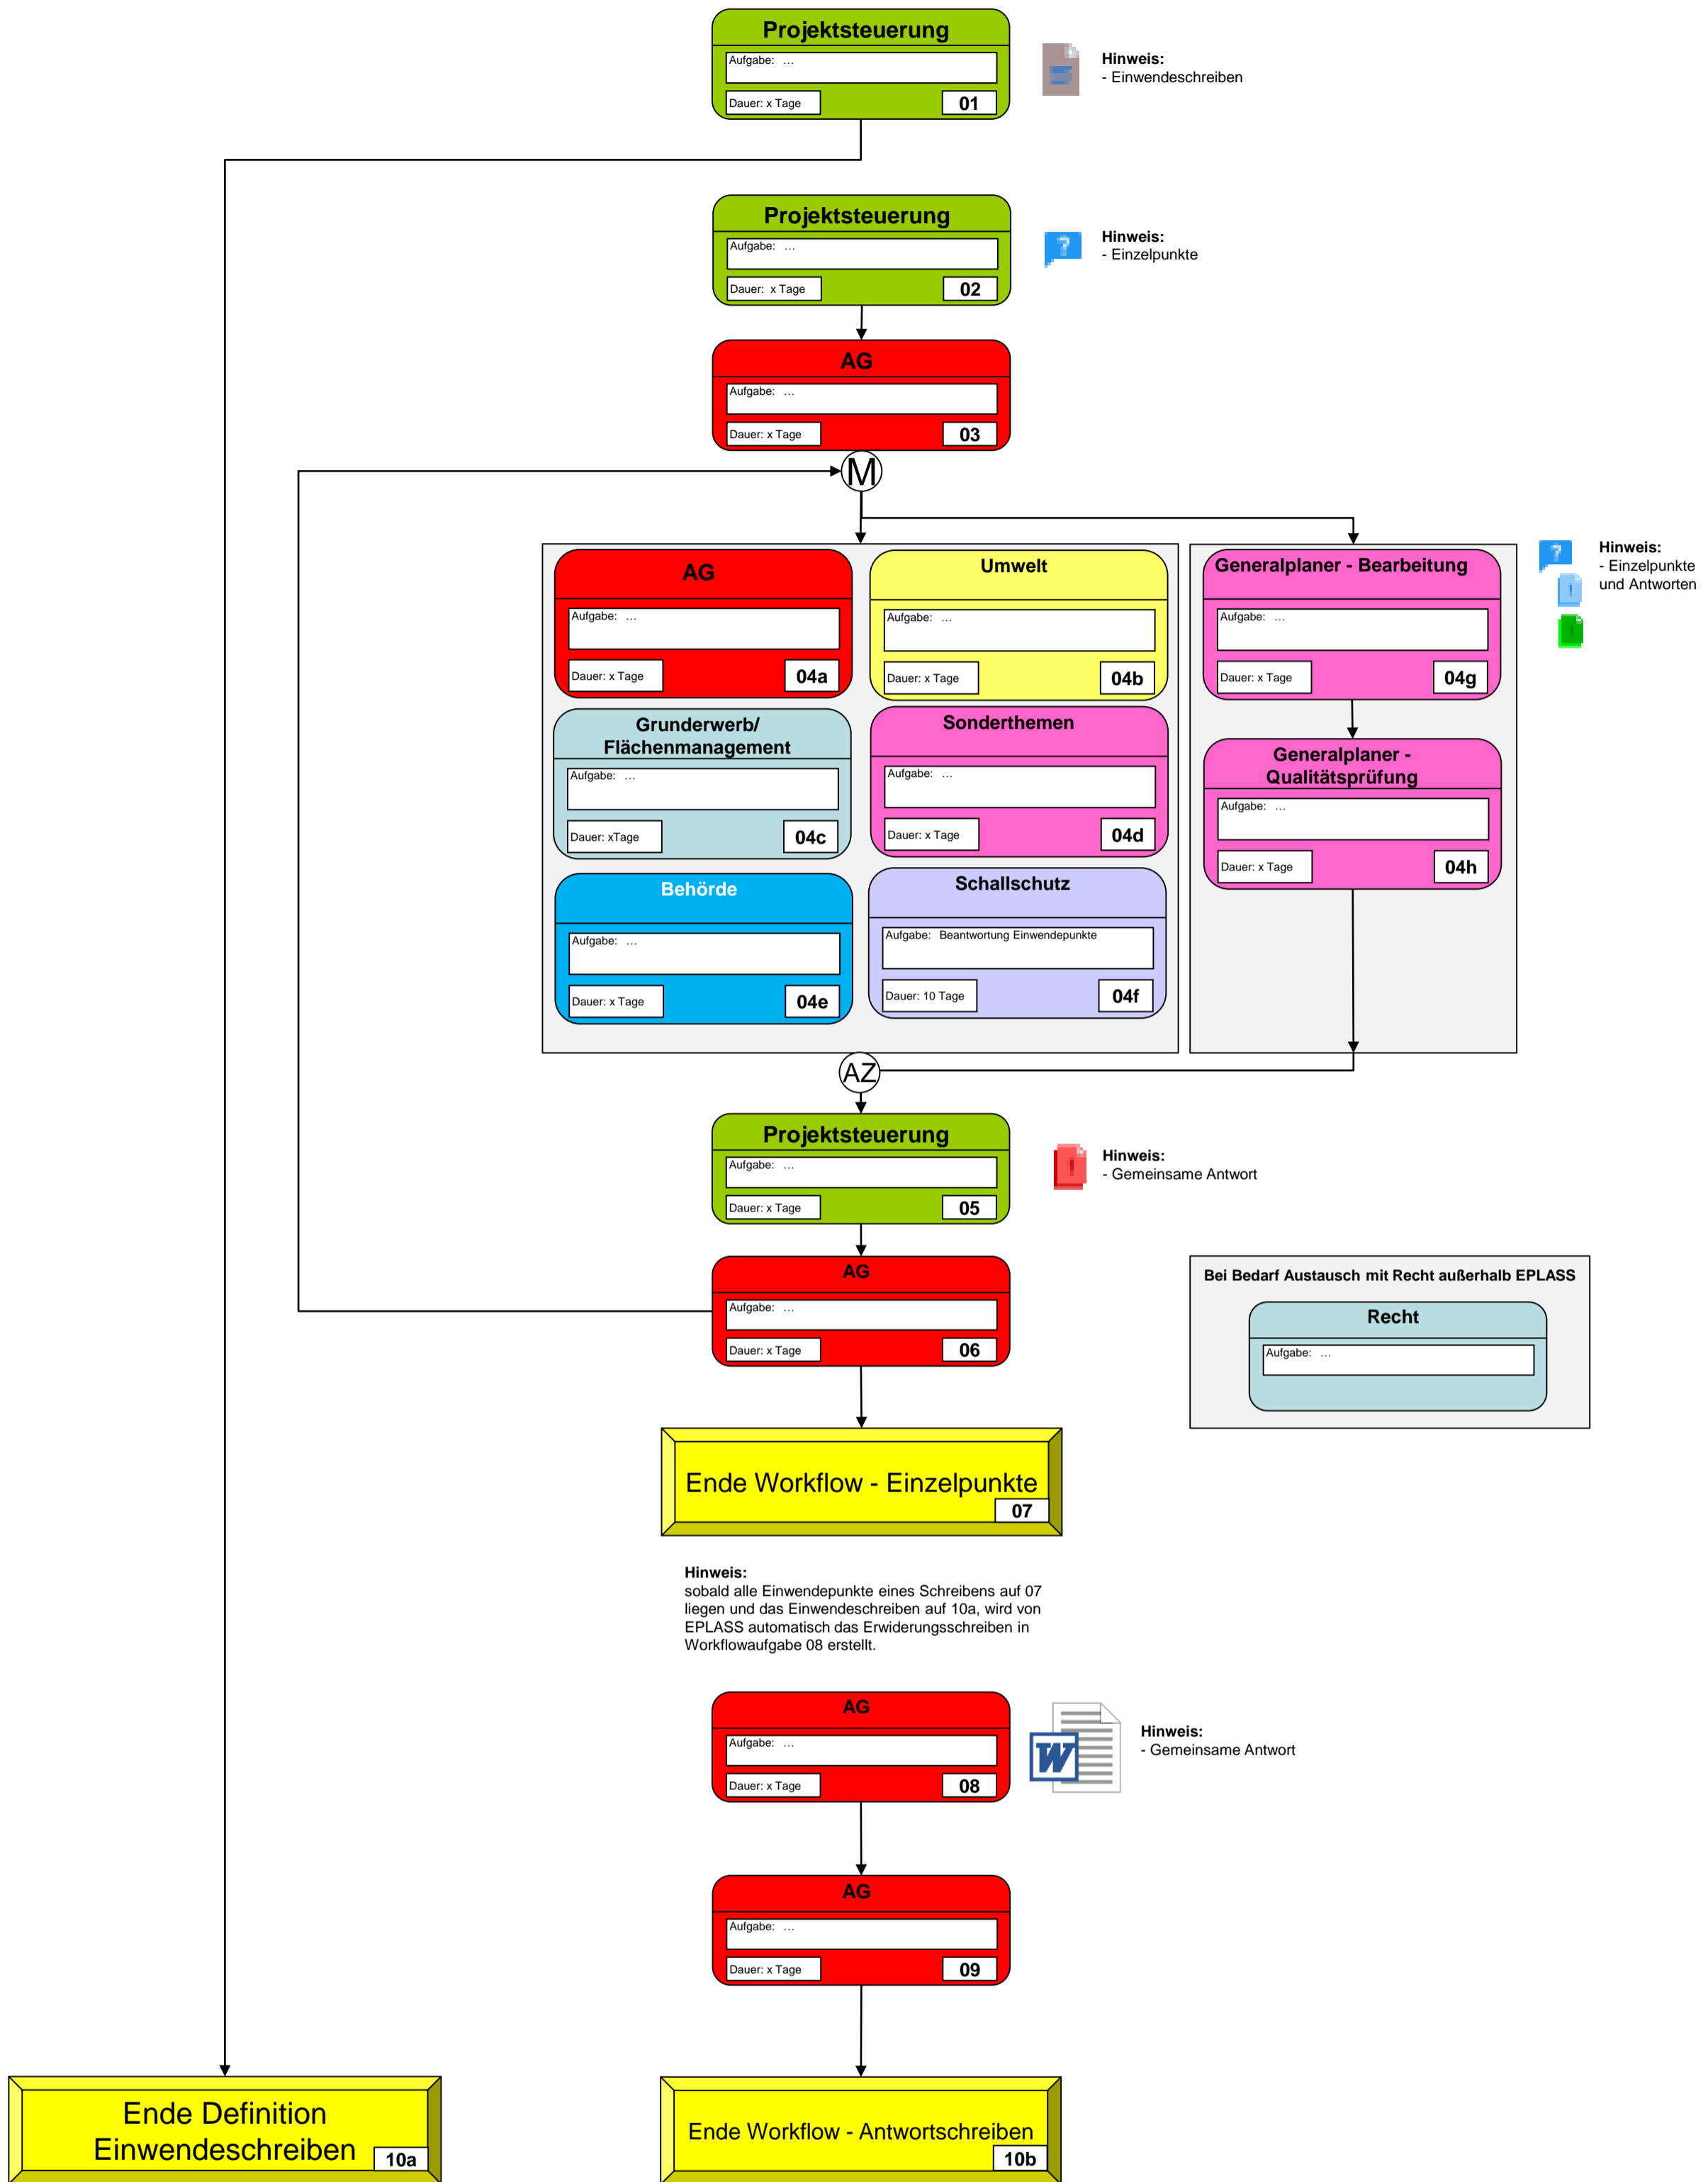 Projektsteuerung
Aufgabe: ...
Dauer: x Tage
01
Hinweis:
- Einwendeschreiben
Projektsteuerung
Aufgabe: ...
Dauer: x Tage
02
Hinweis:
- Einzelpunkte
AG
Aufgabe: ...
Dauer: x Tage
03
M
AG
Aufgabe: ...
Dauer: x Tage
04a
Umwelt
Aufgabe: ...
Dauer: x Tage
04b
Generalplaner - Bearbeitung
Aufgabe: ...
Dauer: x Tage
04g
Hinweis:
- Einzelpunkte
und Antworten
Grunderwerb/
Flächenmanagement
Aufgabe: ...
Dauer: xTage
04c
Sonderthemen
Aufgabe: ...
Dauer: x Tage
04d
Generalplaner -
Qualitätsprüfung
Aufgabe: ...
Dauer: x Tage
04h
Behörde
Aufgabe: ...
Dauer: x Tage
04e
Schallschutz
Aufgabe: Beantwortung Einwendepunkte
Dauer: 10 Tage
04f
AZ
Projektsteuerung
Aufgabe: ...
Dauer: x Tage
05
Hinweis:
- Gemeinsame Antwort
AG
Aufgabe: ...
Dauer: x Tage
06
Bei Bedarf Austausch mit Recht außerhalb EPLASS
Recht
Aufgabe: ...
Ende Workflow - Einzelpunkte
07
Hinweis:
sobald alle Einwendepunkte eines Schreibens auf 07
liegen und das Einwendeschreiben auf 10a, wird von
EPLASS automatisch das Erwiderungsschreiben in
Workflowaufgabe 08 erstellt.
AG
Aufgabe: ...
Dauer: x Tage
08
W
Hinweis:
- Gemeinsame Antwort
AG
Aufgabe: ...
Dauer: x Tage
09
Ende Definition
Einwendeschreiben
10a
Ende Workflow - Antwortschreiben
10b